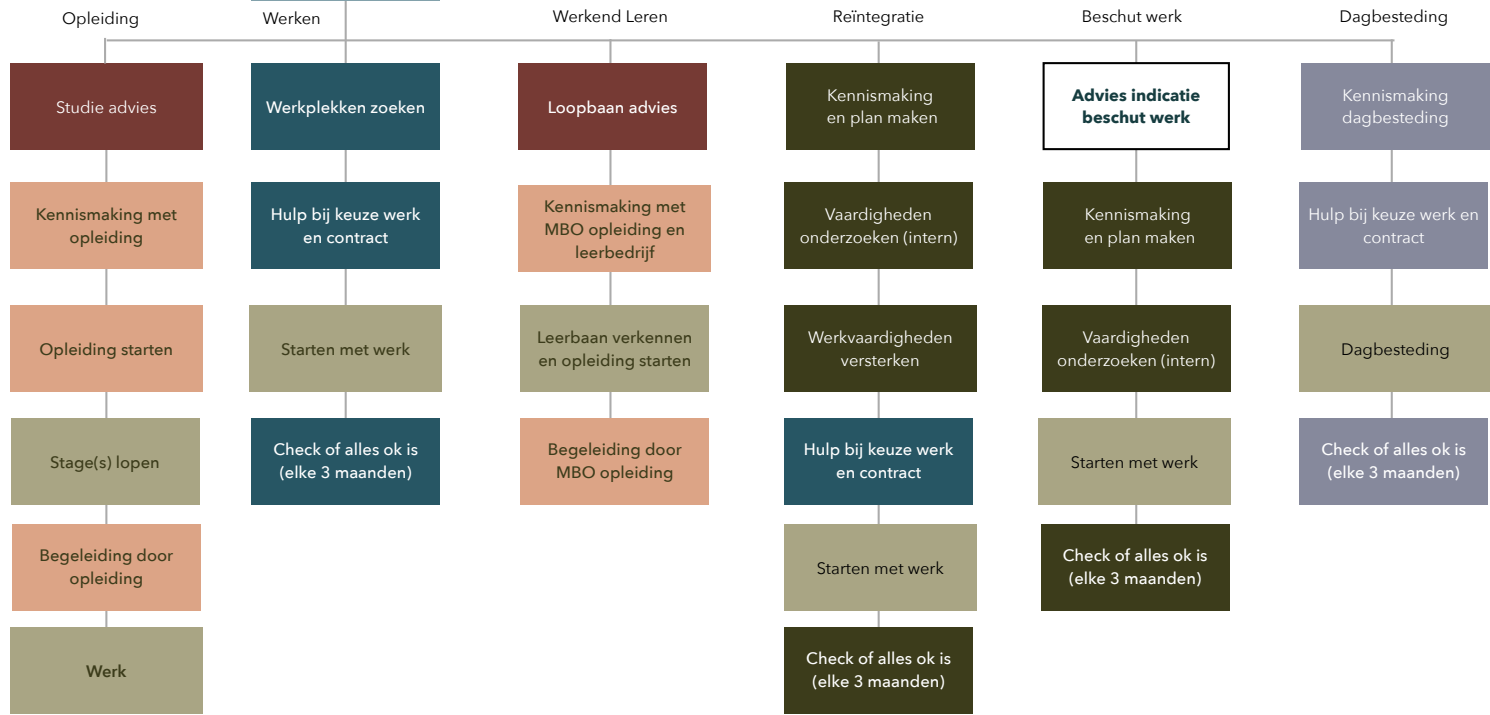 Opleiding
Werken
Werkend Leren
Reïntegratie
Beschut werk
Dagbesteding
Studie advies
Werkplekken zoeken
Loopbaan advies
Kennismaking
en plan maken
Advies indicatie
beschut werk
Kennismaking
dagbesteding
Kennismaking met
opleiding
Hulp bij keuze werk
en contract
Kennismaking met
MBO opleiding en
leerbedrijf
Vaardigheden
onderzoeken (intern)
Kennismaking
en plan maken
Hulp bij keuze werk en
contract
Opleiding starten
Starten met werk
Leerbaan verkennen
en opleiding starten
Werkvaardigheden
versterken
Vaardigheden
onderzoeken (intern)
Dagbesteding
Stage(s) lopen
Check of alles ok is
(elke 3 maanden)
Begeleiding door
MBO opleiding
Hulp bij keuze werk
en contract
Starten met werk
Check of alles ok is
(elke 3 maanden)
Begeleiding door
opleiding
Starten met werk
Check of alles ok is
(elke 3 maanden)
Werk
Check of alles ok is
(elke 3 maanden)